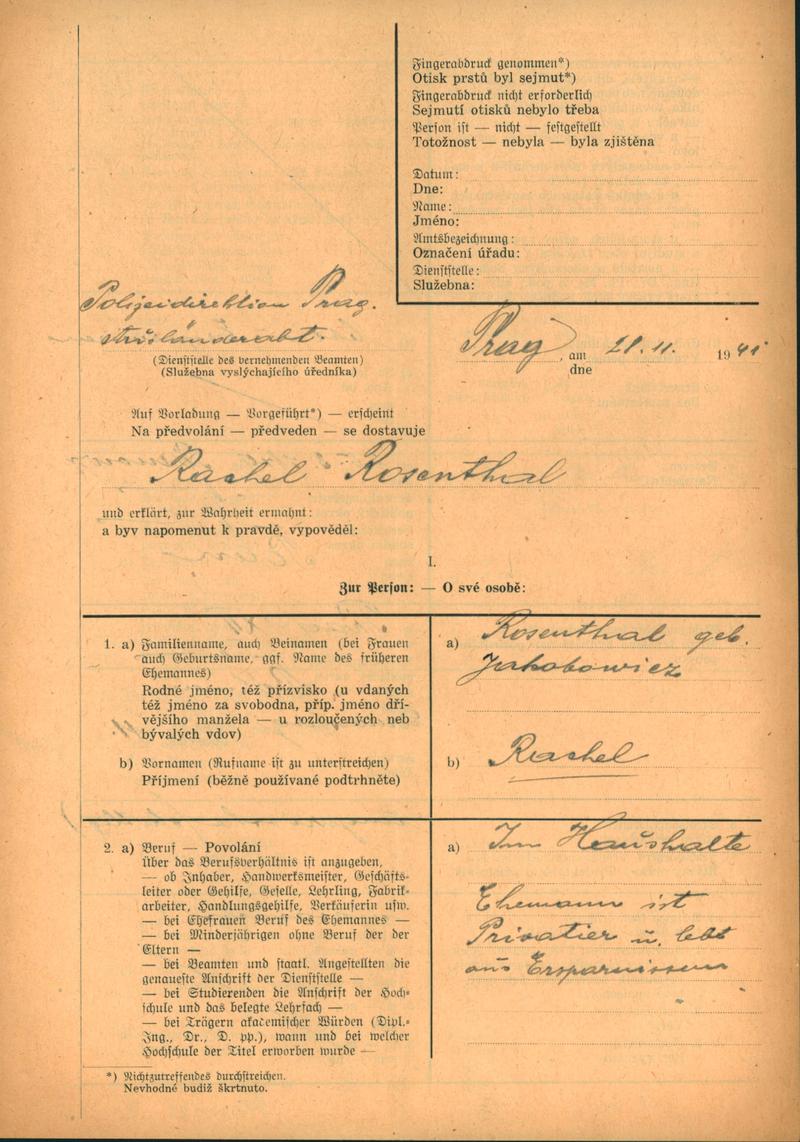 Fingerabdruck genommen*)
Otisk prstů byl sejmut*)
Fingerabdruck nicht erforderlich
Sejmutí otisků nebylo třeba
Person ist — nicht — festgestellt
Totožnost — nebyla — byla zjištěna
Datum:
Dne:
Name:
Jméno:
Amtsbezeichnung:
Označení úřadu:
Dienststelle:
Služebna:
Polizeidirektion Prag.
Ausländerabt.
(Dienststelle des vernehmenden Beamten)
(Služebna vyslýchajícího úředníka)
Prag, am 21. 11. 1941
dne
Auf Vorladung — Vorgeführt*) — erscheint
Na předvolání — předveden — se dostavuje
Rachel Rosenthal
und erklärt, zur Wahrheit ermahnt:
a byv napomenut k pravdě, vypověděl:
I.
Zur Person: — O své osobě:
1. a) Familienname, auch Beinamen (bei Frauen
auch Geburtsname, ggf. Name des früheren
Ehemannes)
Rodné jméno, též přízvisko (u vdaných
též jméno za svobodna, příp. jméno dří-
vějšího manžela — u rozloučených neb
bývalých vdov)
a) Rosenthal geb.
Jakobowicz
b) Vornamen (Rufname ist zu unterstreichen)
Příjmení (běžně používané podtrhněte)
b) Rachel
2. a) Beruf — Povolání
Über das Berufsverhältnis ist anzugeben,
— ob Inhaber, Handwerksmeister, Geschäfts-
leiter oder Gehilfe, Geselle, Lehrling, Fabrik-
arbeiter, Handlungsgehilfe, Verkäuferin usw.
— bei Ehefrauen Beruf des Ehemannes —
— bei Minderjährigen ohne Beruf der der
Eltern —
— bei Beamten und staatl. Angestellten die
genaueste Anschrift der Dienststelle —
— bei Studierenden die Anschrift der Hoch-
schule und das belegte Lehrfach —
— bei Trägern akademischer Würden (Dipl.-
Ing., Dr., D. pp.), wann und bei welcher
Hochschule der Titel erworben wurde —
a) Im Haushalte
Ehemann ist
Privatier u. lebt
aus Ersparnissen
*) Nichtzutreffendes durchstreichen.
Nevhodné budiž škrtnuto.